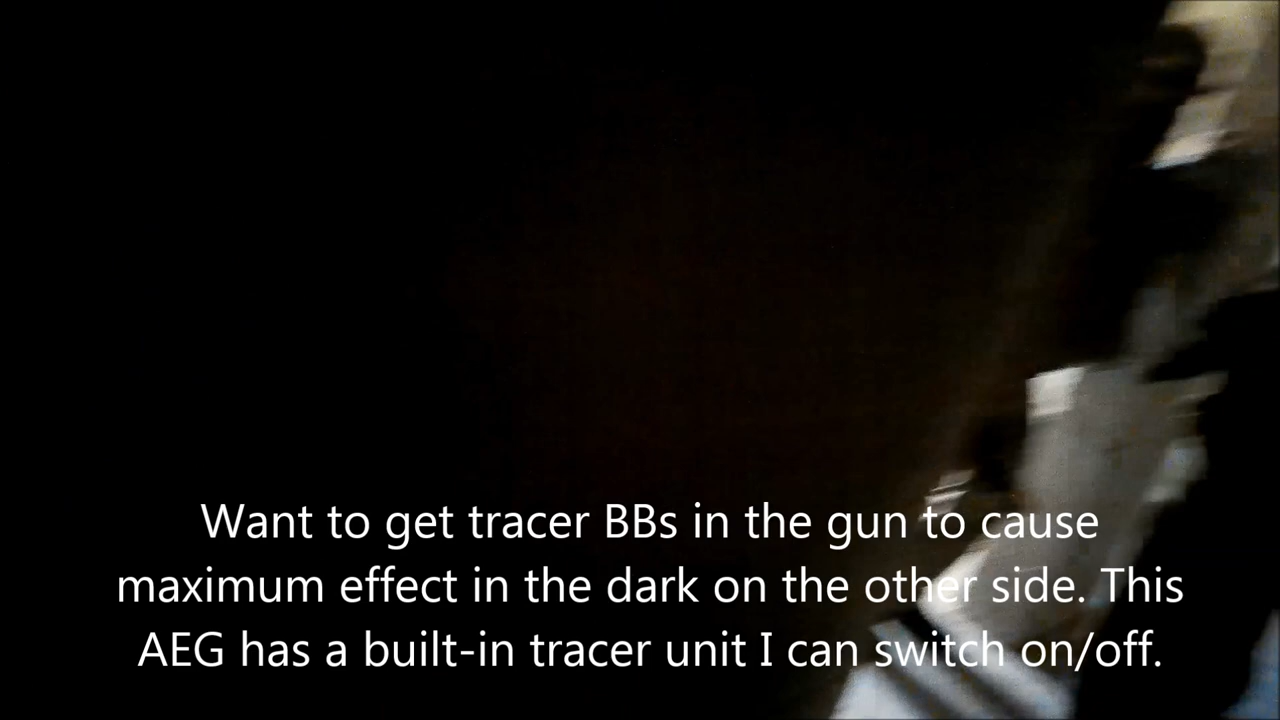 Want to get tracer BBs in the gun to cause
maximum effect in the dark on the other side. This
AEG has a built-in tracer unit I can switch on/off.